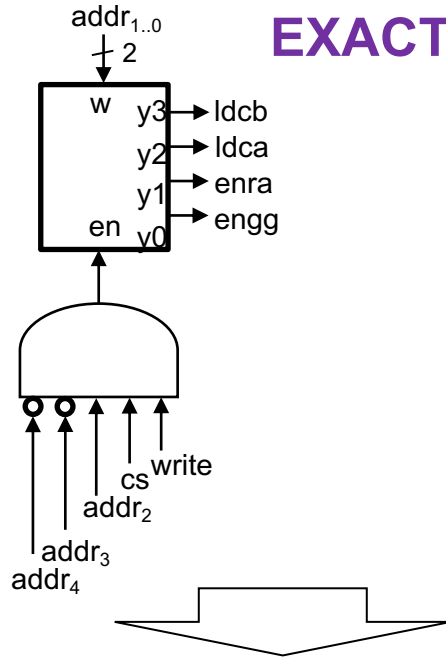 addr1..0
EXACT
2
w
y3 ldcb
y2 ldca
y1 enra
en
y0 engg
write
cs
addr2
addr3
addr4